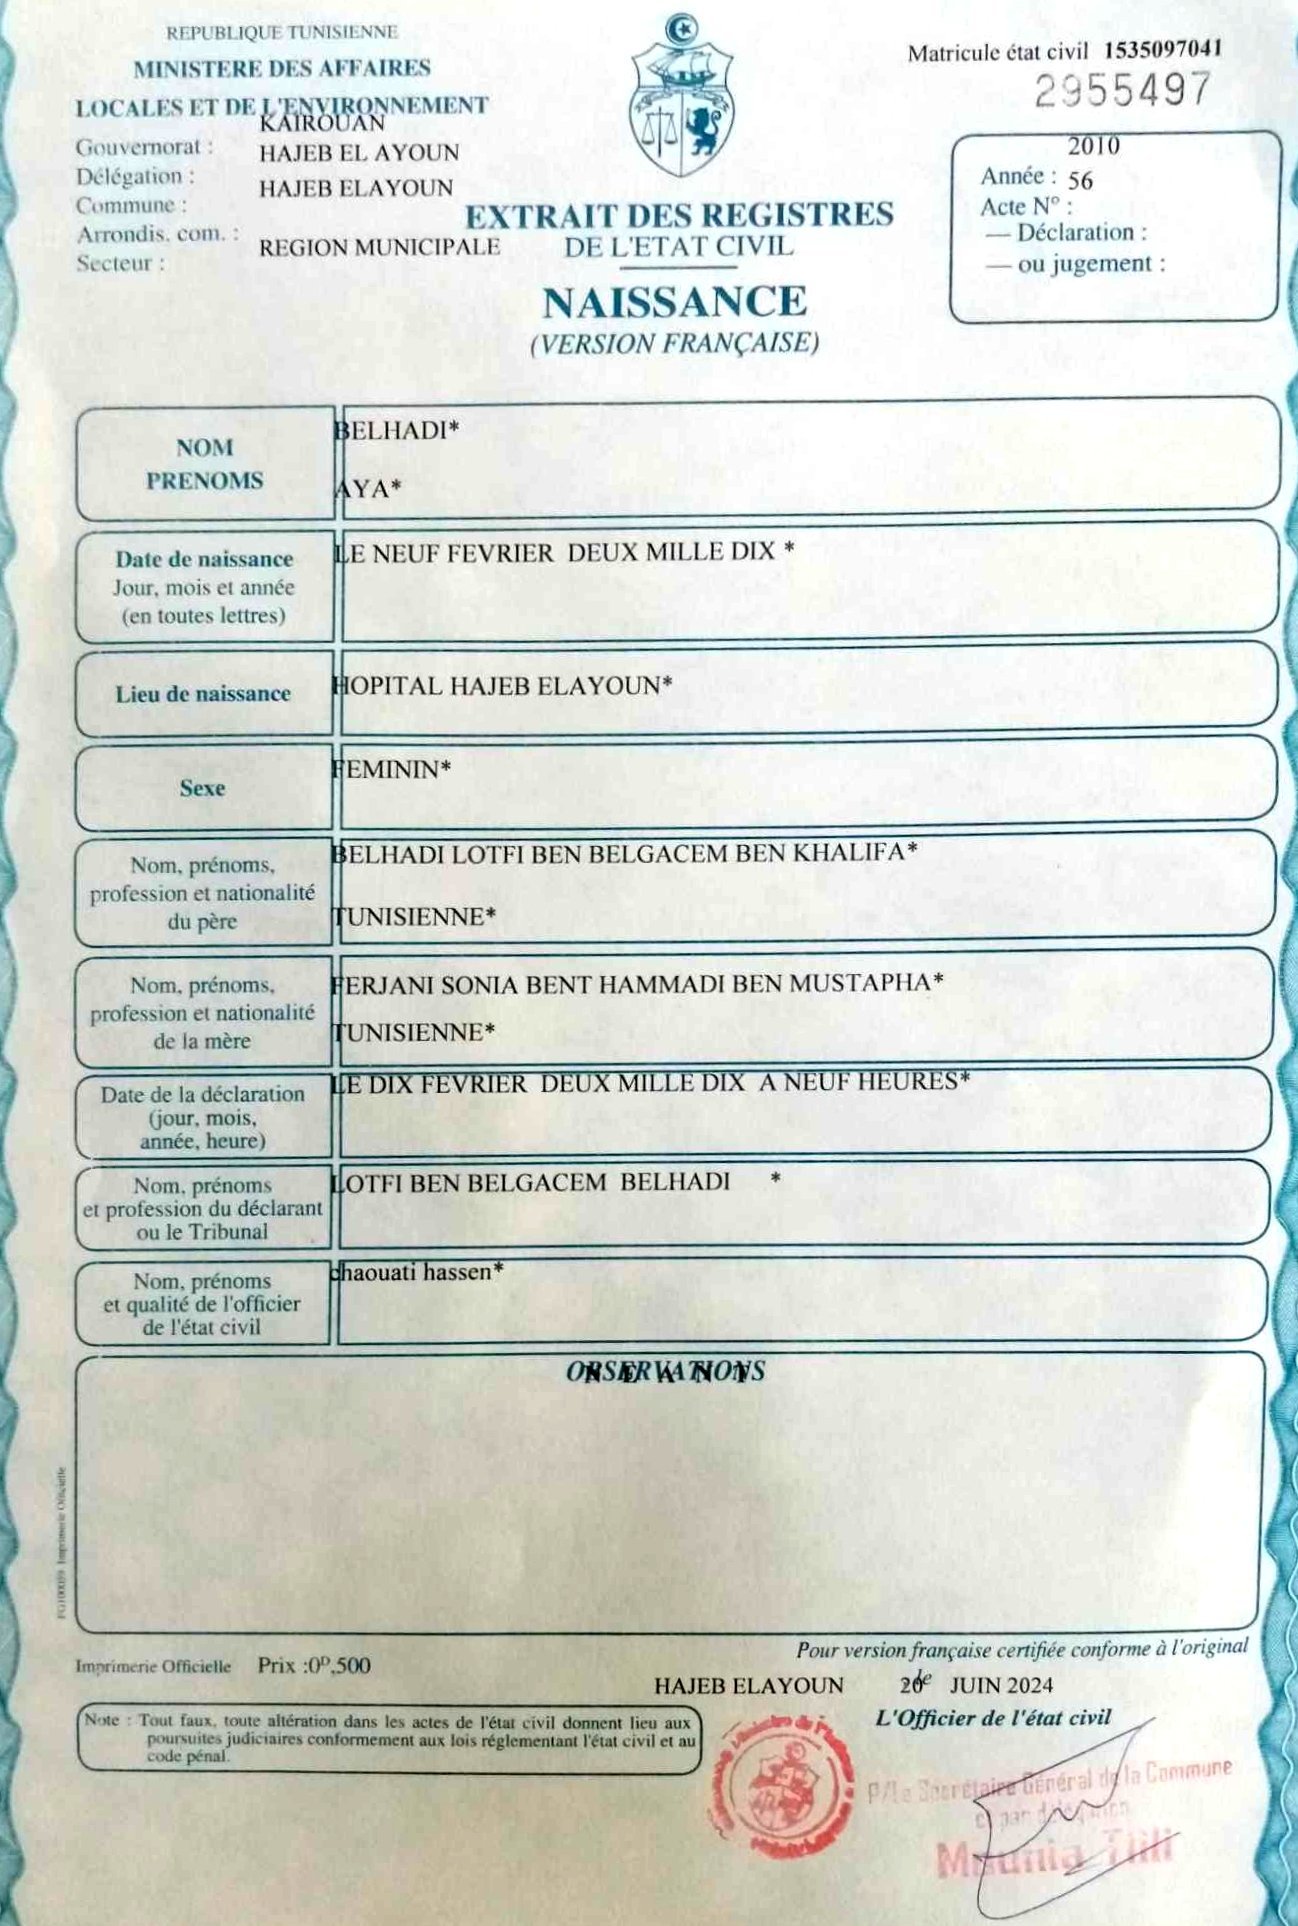 REPUBLIQUE TUNISIENNE
MINISTERE DES AFFAIRES
LOCALES ET DE L'ENVIRONNEMENT
Gouvernorat : KAIROUAN
Délégation : HAJEB EL AYOUN
Commune : HAJEB ELAYOUN
Arrondis. com. :
Secteur : REGION MUNICIPALE
Matricule état civil 1535097041
2955497
2010
Année : 56
Acte N° :
— Déclaration :
— ou jugement :
EXTRAIT DES REGISTRES
DE L'ETAT CIVIL
NAISSANCE
(VERSION FRANÇAISE)
NOM
PRENOMS
BELHADI*
AYA*
Date de naissance
Jour, mois et année
(en toutes lettres)
LE NEUF FEVRIER DEUX MILLE DIX *
Lieu de naissance
HOPITAL HAJEB ELAYOUN*
Sexe
FEMININ*
Nom, prénoms,
profession et nationalité
du père
BELHADI LOTFI BEN BELGACEM BEN KHALIFA*
TUNISIENNE*
Nom, prénoms,
profession et nationalité
de la mère
FERJANI SONIA BENT HAMMADI BEN MUSTAPHA*
TUNISIENNE*
Date de la déclaration
(jour, mois,
année, heure)
LE DIX FEVRIER DEUX MILLE DIX A NEUF HEURES*
Nom, prénoms
et profession du déclarant
ou le Tribunal
LOTFI BEN BELGACEM BELHADI *
Nom, prénoms
et qualité de l'officier
de l'état civil
chaouati hassen*
OBSERVATIONS
N E A N T
Imprimerie Officielle
Imprimerie Officielle Prix :0ᴰ,500
Pour version française certifiée conforme à l'original
HAJEB ELAYOUN le JUIN 2024
L'Officier de l'état civil
Note : Tout faux, toute altération dans les actes de l'état civil donnent lieu aux
poursuites judiciaires conformement aux lois réglementant l'état civil et au
code pénal.
P/Le Secrétaire Général de la Commune
et par délégation
Mounia Tlili